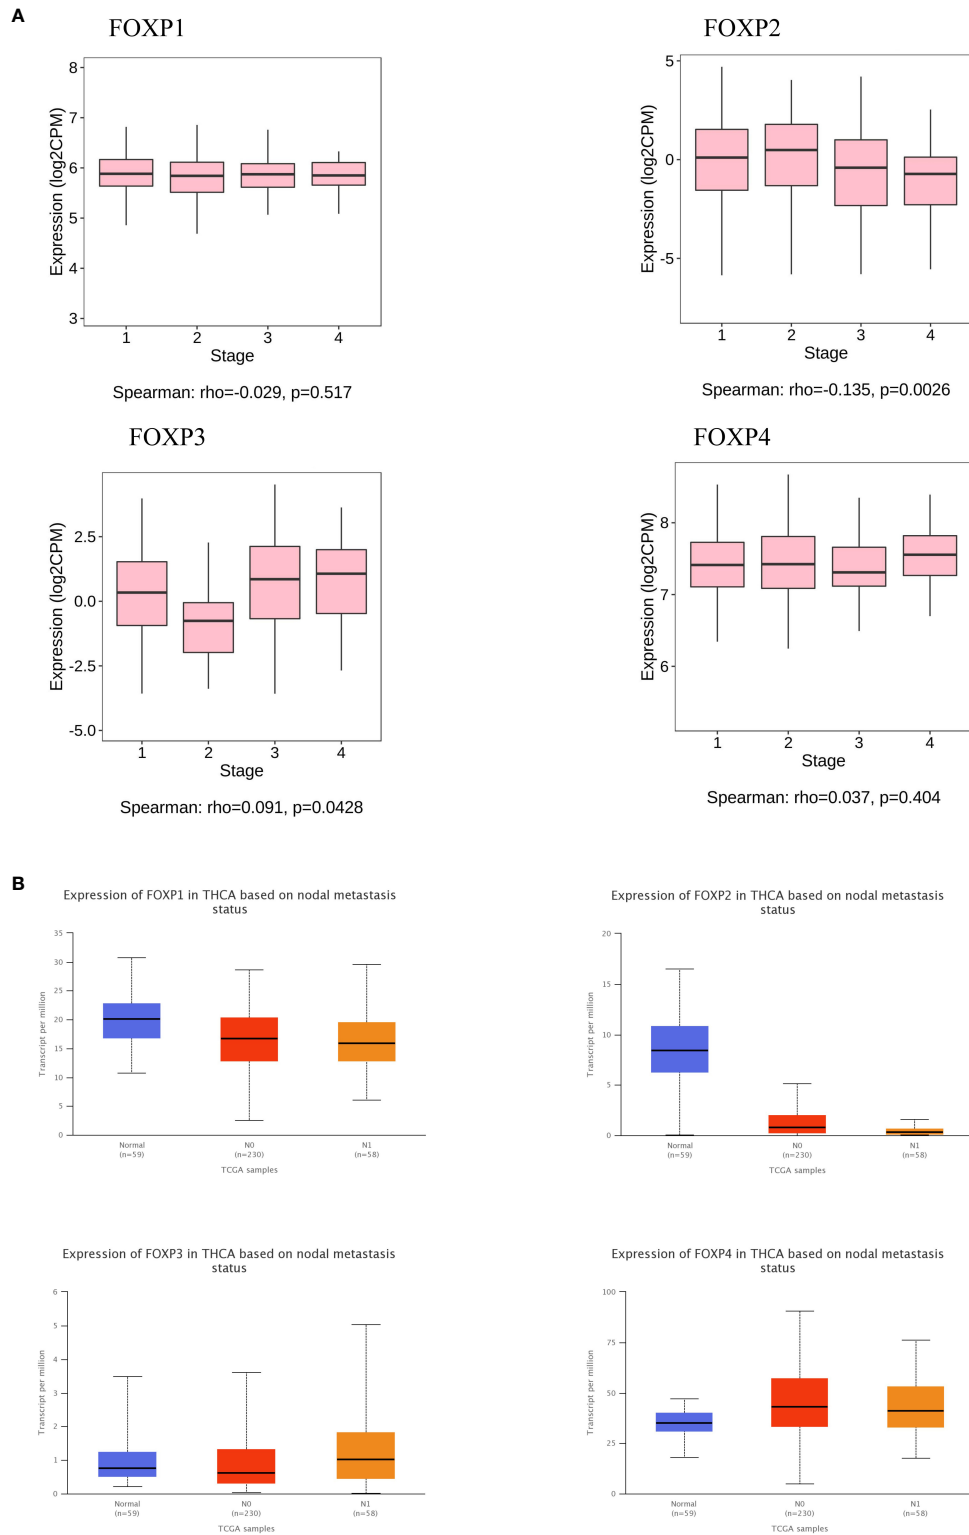 A
FOXP1
8
7
6
5
4
3
Expression (log2CPM)
1 2 3 4
Stage
Spearman: rho=-0.029, p=0.517
FOXP2
5
0
-5
Expression (log2CPM)
1 2 3 4
Stage
Spearman: rho=-0.135, p=0.0026
FOXP3
2.5
0.0
-2.5
-5.0
Expression (log2CPM)
1 2 3 4
Stage
Spearman: rho=0.091, p=0.0428
FOXP4
8
7
6
Expression (log2CPM)
1 2 3 4
Stage
Spearman: rho=0.037, p=0.404
B
Expression of FOXP1 in THCA based on nodal metastasis
status
35
30
25
20
15
10
5
0
Transcript per million
Normal N0 N1
(n=59) (n=230) (n=58)
TCGA samples
Expression of FOXP2 in THCA based on nodal metastasis
status
20
15
10
5
0
Transcript per million
Normal N0 N1
(n=59) (n=230) (n=58)
TCGA samples
Expression of FOXP3 in THCA based on nodal metastasis
status
6
5
4
3
2
1
0
Transcript per million
Normal N0 N1
(n=59) (n=230) (n=58)
TCGA samples
Expression of FOXP4 in THCA based on nodal metastasis
status
100
75
50
25
0
Transcript per million
Normal N0 N1
(n=59) (n=230) (n=58)
TCGA samples